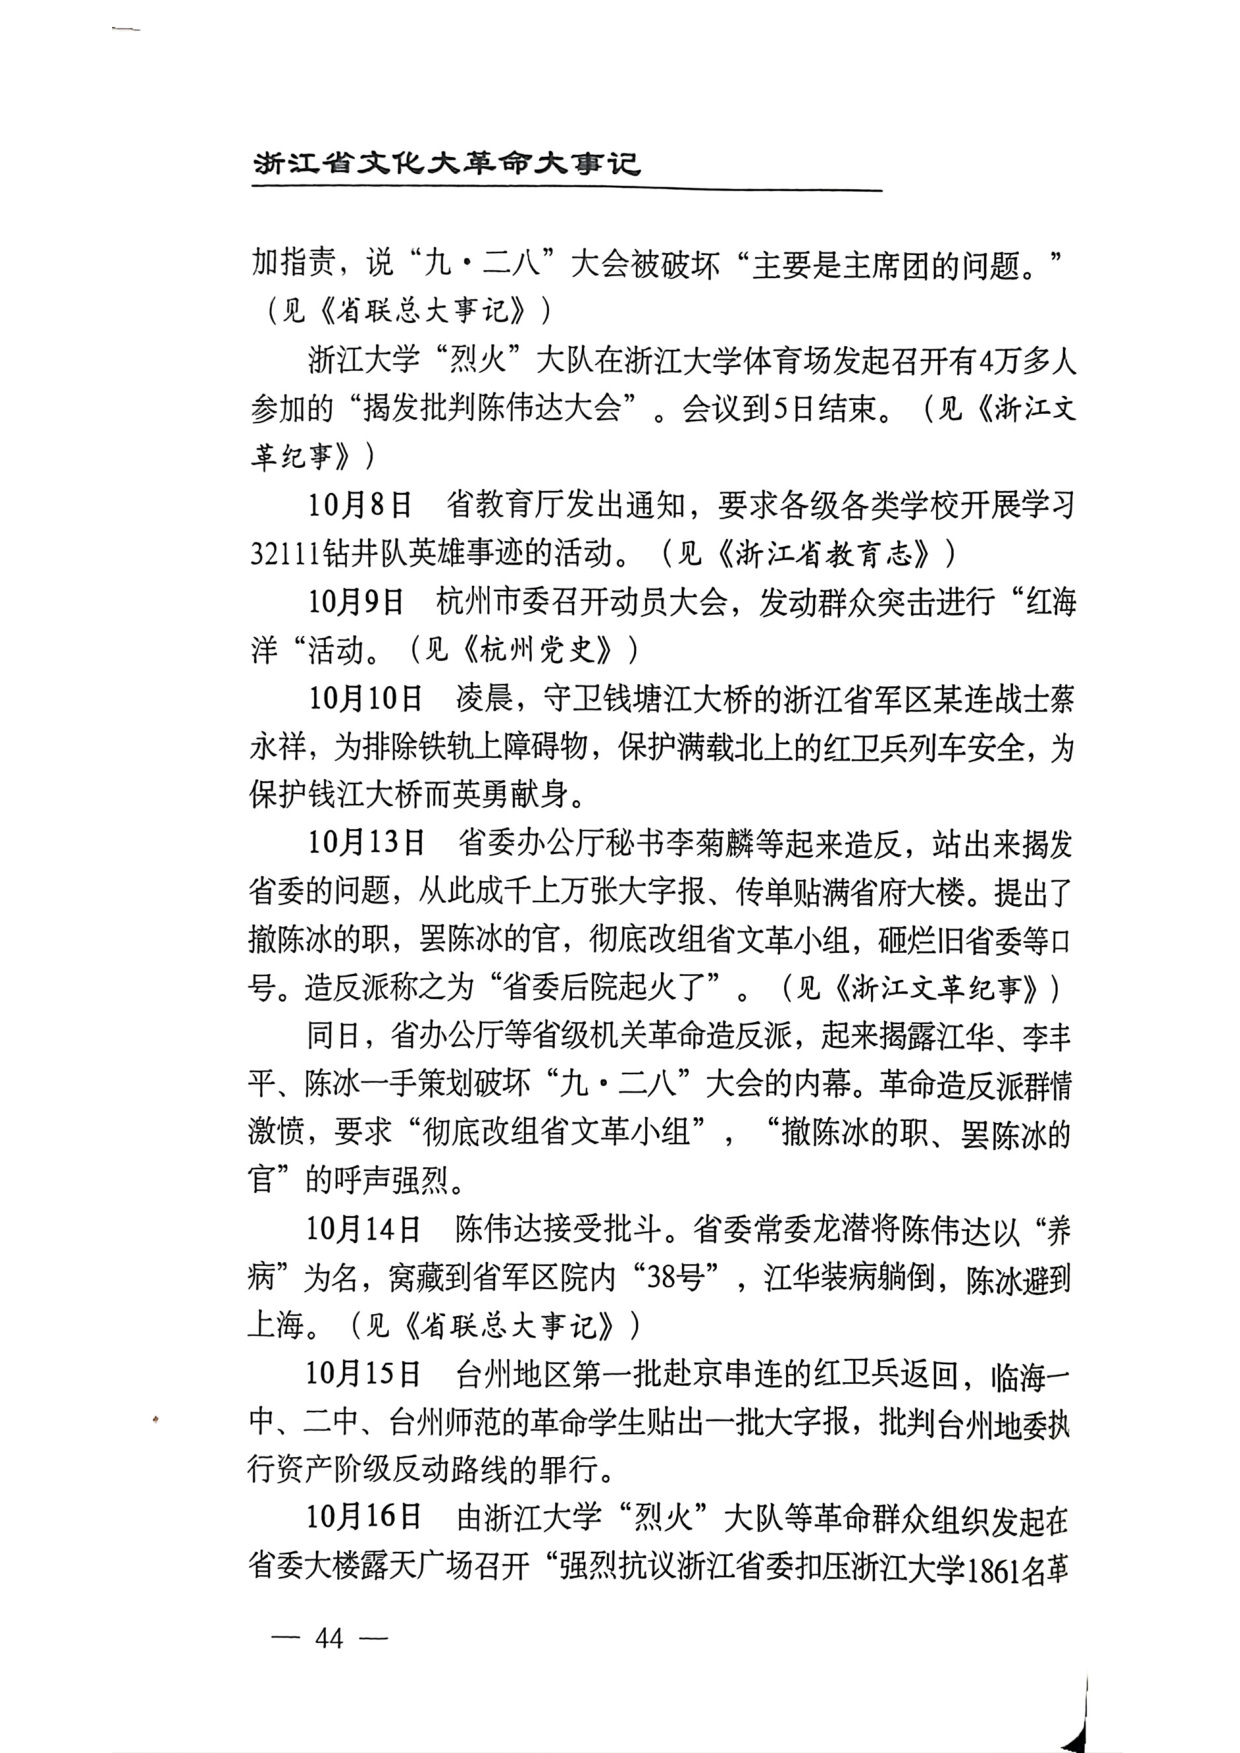 浙江省文化大革命大事记
加指责，说“九·二八”大会被破坏“主要是主席团的问题。”
（见《省联总大事记》）
浙江大学“烈火”大队在浙江大学体育场发起召开有4万多人
参加的“揭发批判陈伟达大会”。会议到5日结束。（见《浙江文
革纪事》）
10月8日　省教育厅发出通知，要求各级各类学校开展学习
32111钻井队英雄事迹的活动。（见《浙江省教育志》）
10月9日　杭州市委召开动员大会，发动群众突击进行“红海
洋“活动。（见《杭州党史》）
10月10日　凌晨，守卫钱塘江大桥的浙江省军区某连战士蔡
永祥，为排除铁轨上障碍物，保护满载北上的红卫兵列车安全，为
保护钱江大桥而英勇献身。
10月13日　省委办公厅秘书李菊麟等起来造反，站出来揭发
省委的问题，从此成千上万张大字报、传单贴满省府大楼。提出了
撤陈冰的职，罢陈冰的官，彻底改组省文革小组，砸烂旧省委等口
号。造反派称之为“省委后院起火了”。（见《浙江文革纪事》）
同日，省办公厅等省级机关革命造反派，起来揭露江华、李丰
平、陈冰一手策划破坏“九·二八”大会的内幕。革命造反派群情
激愤，要求“彻底改组省文革小组”，“撤陈冰的职、罢陈冰的
官”的呼声强烈。
10月14日　陈伟达接受批斗。省委常委龙潜将陈伟达以“养
病”为名，窝藏到省军区院内“38号”，江华装病躺倒，陈冰避到
上海。（见《省联总大事记》）
10月15日　台州地区第一批赴京串连的红卫兵返回，临海一
中、二中、台州师范的革命学生贴出一批大字报，批判台州地委执
行资产阶级反动路线的罪行。
10月16日　由浙江大学“烈火”大队等革命群众组织发起在
省委大楼露天广场召开“强烈抗议浙江省委扣压浙江大学1861名革
— 44 —